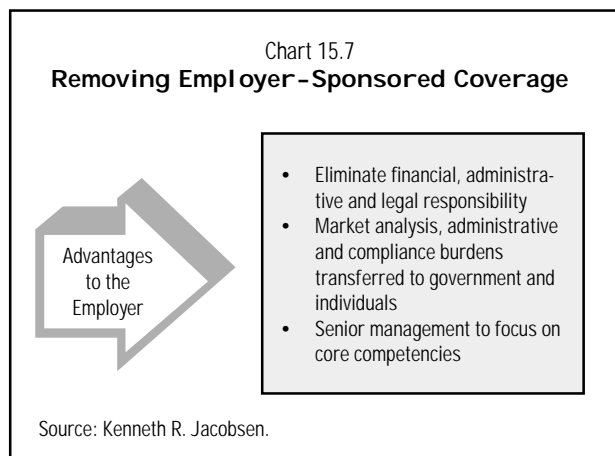 Chart 15.7
Removing Employer-Sponsored Coverage
Advantages
to the
Employer
• Eliminate financial, administra-
tive and legal responsibility
• Market analysis, administrative
and compliance burdens
transferred to government and
individuals
• Senior management to focus on
core competencies
Source: Kenneth R. Jacobsen.